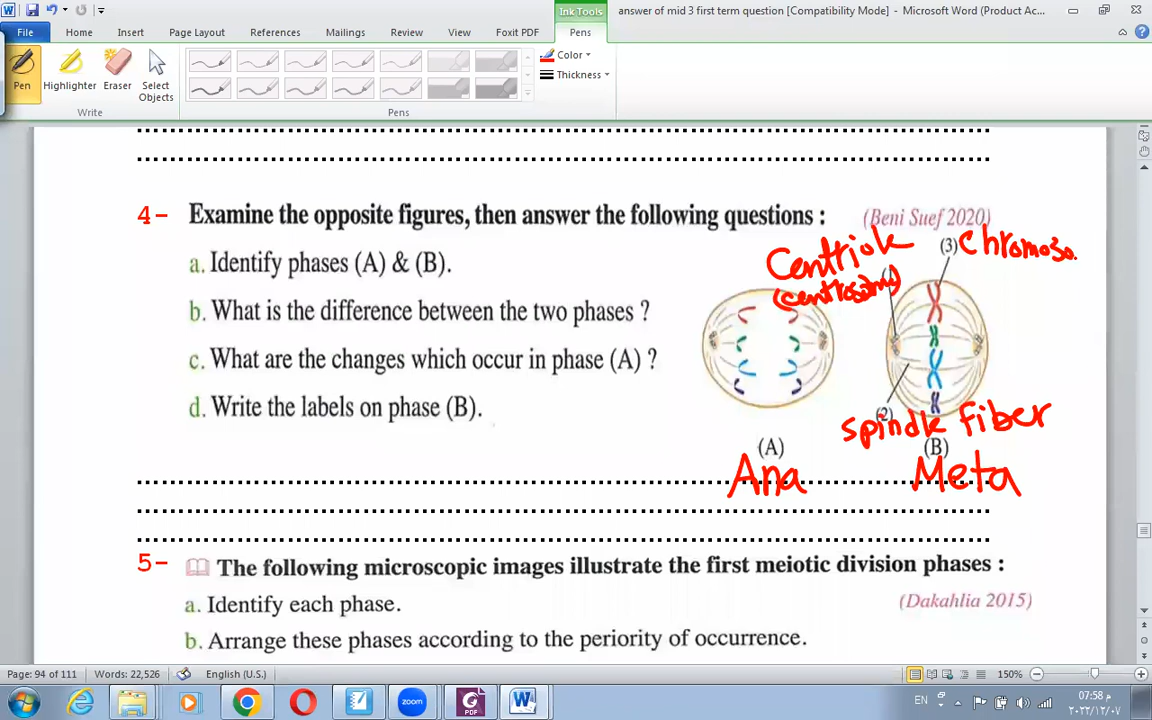 Ink Tools
answer of mid 3 first term question [Compatibility Mode] - Microsoft Word (Product Ac...
File Home Insert Page Layout References Mailings Review View Foxit PDF Pens
Pen Highlighter Eraser Select Objects
Color
Thickness
Write Pens
4- Examine the opposite figures, then answer the following questions :
(Beni Suef 2020)
a. Identify phases (A) & (B).
b. What is the difference between the two phases ?
c. What are the changes which occur in phase (A) ?
d. Write the labels on phase (B).
Centriole
(centrosome)
(3) Chromoso.
(2)
spindle fiber
(A) (B)
Ana Meta
5- The following microscopic images illustrate the first meiotic division phases :
(Dakahlia 2015)
a. Identify each phase.
b. Arrange these phases according to the periority of occurrence.
Page: 94 of 111 Words: 22,526 English (U.S.) 150%
zoom PDF W EN 07:58 م
٢٠٢٢/١٢/٠٧